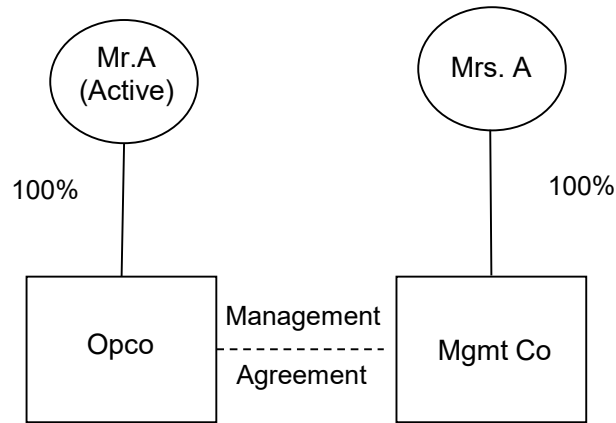 Mr.A
(Active)
Mrs. A
100%
100%
Opco
Management
Agreement
Mgmt Co